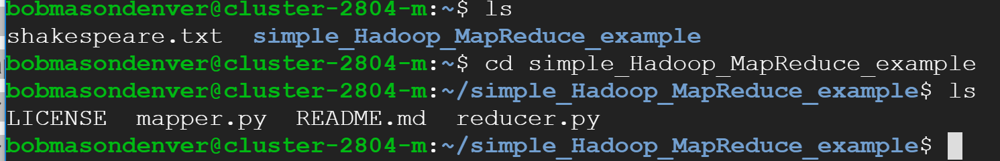 bobmasondenver@cluster-2804-m:~$ ls
shakespeare.txt  simple_Hadoop_MapReduce_example
bobmasondenver@cluster-2804-m:~$ cd simple_Hadoop_MapReduce_example
bobmasondenver@cluster-2804-m:~/simple_Hadoop_MapReduce_example$ ls
LICENSE  mapper.py  README.md  reducer.py
bobmasondenver@cluster-2804-m:~/simple_Hadoop_MapReduce_example$